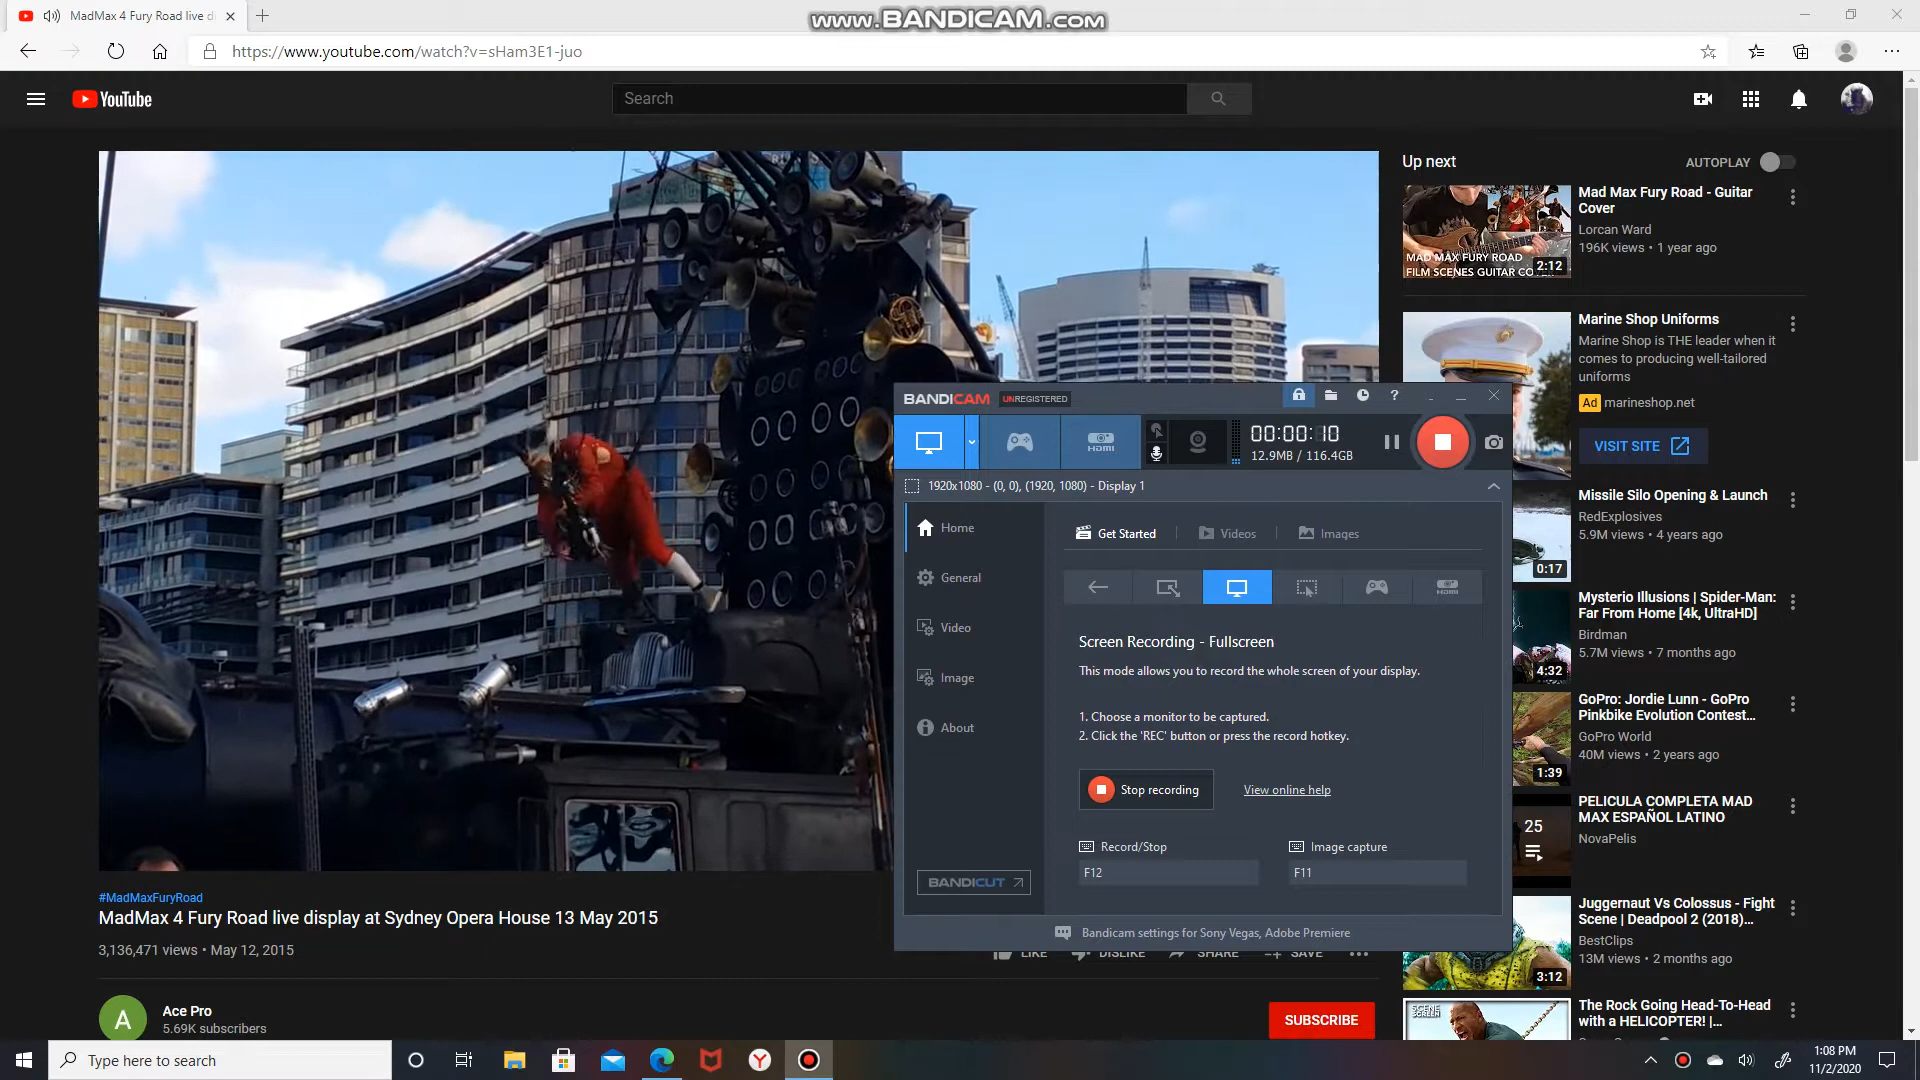 MadMax 4 Fury Road live di
www.BANDICAM.com
https://www.youtube.com/watch?v=sHam3E1-juo
YouTube
Search
Up next
AUTOPLAY
Mad Max Fury Road - Guitar
Cover
Lorcan Ward
196K views • 1 year ago
MAD MAX FURY ROAD
FILM SCENES GUITAR CO
2:12
Marine Shop Uniforms
Marine Shop is THE leader when it
comes to producing well-tailored
uniforms
Ad marineshop.net
VISIT SITE
Missile Silo Opening & Launch
RedExplosives
5.9M views • 4 years ago
0:17
Mysterio Illusions | Spider-Man:
Far From Home [4k, UltraHD]
Birdman
5.7M views • 7 months ago
4:32
GoPro: Jordie Lunn - GoPro
Pinkbike Evolution Contest...
GoPro World
40M views • 2 years ago
1:39
PELICULA COMPLETA MAD
MAX ESPAÑOL LATINO
NovaPelis
25
Juggernaut Vs Colossus - Fight
Scene | Deadpool 2 (2018)...
BestClips
13M views • 2 months ago
3:12
The Rock Going Head-To-Head
with a HELICOPTER! |...
BANDICAM UNREGISTERED
HDMI
00:00:10
12.9MB / 116.4GB
1920x1080 - (0, 0), (1920, 1080) - Display 1
Home
General
Video
Image
About
BANDICUT
Get Started
Videos
Images
HDMI
Screen Recording - Fullscreen
This mode allows you to record the whole screen of your display.
1. Choose a monitor to be captured.
2. Click the 'REC' button or press the record hotkey.
Stop recording
View online help
Record/Stop
Image capture
F12
F11
Bandicam settings for Sony Vegas, Adobe Premiere
#MadMaxFuryRoad
MadMax 4 Fury Road live display at Sydney Opera House 13 May 2015
3,136,471 views • May 12, 2015
LIKE
DISLIKE
SHARE
SAVE
A
Ace Pro
5.69K subscribers
SUBSCRIBE
Type here to search
1:08 PM
11/2/2020